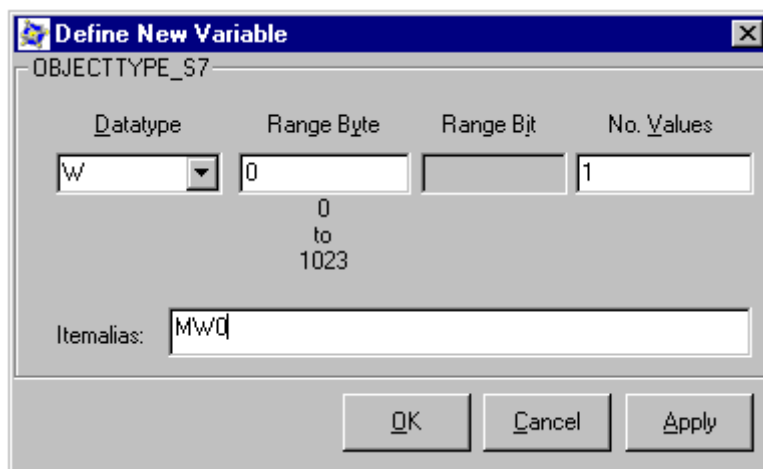 Define New Variable
OBJECTTYPE_S7
Datatype Range Byte Range Bit No. Values
W 0 1
0
to
1023
Itemalias: MW0
OK Cancel Apply